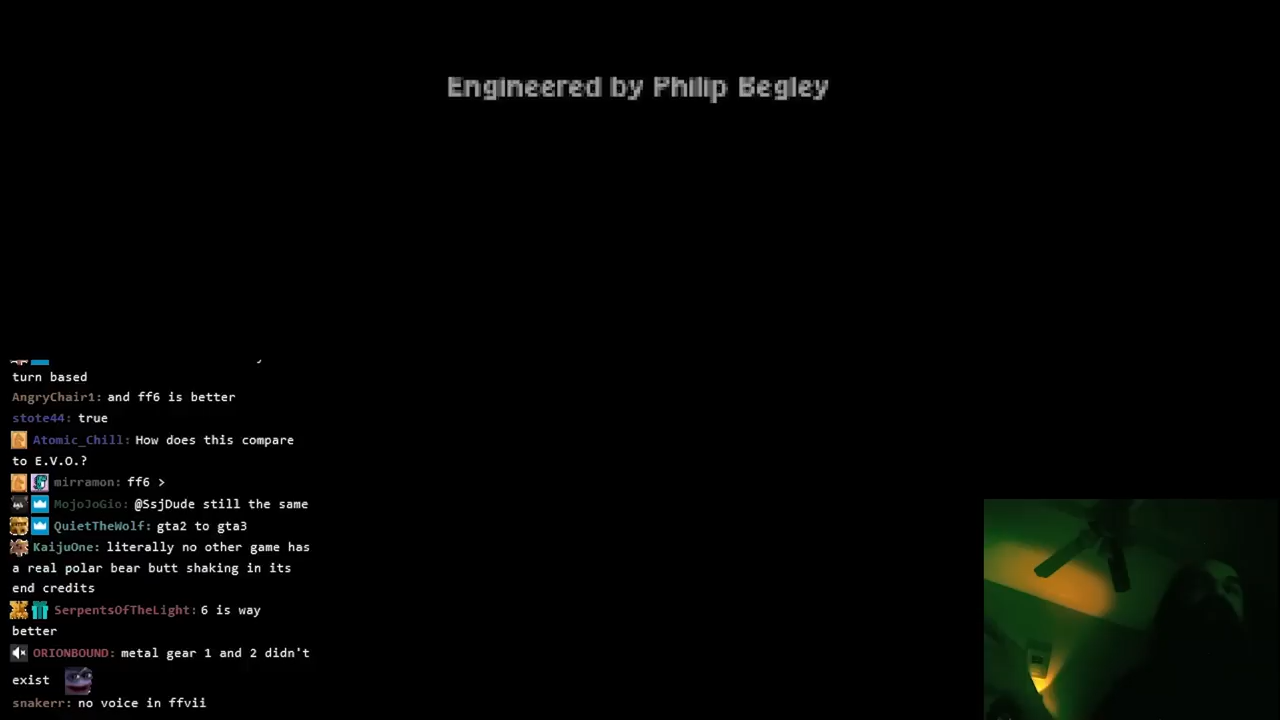 Engineered by Philip Begley
turn based
AngryChair1: and ff6 is better
stote44: true
Atomic_Chill: How does this compare
to E.V.O.?
mirramon: ff6 >
MojoJoGio: @SsjDude still the same
QuietTheWolf: gta2 to gta3
KaijuOne: literally no other game has
a real polar bear butt shaking in its
end credits
SerpentsOfTheLight: 6 is way
better
ORIONBOUND: metal gear 1 and 2 didn't
exist
snakerr: no voice in ffvii